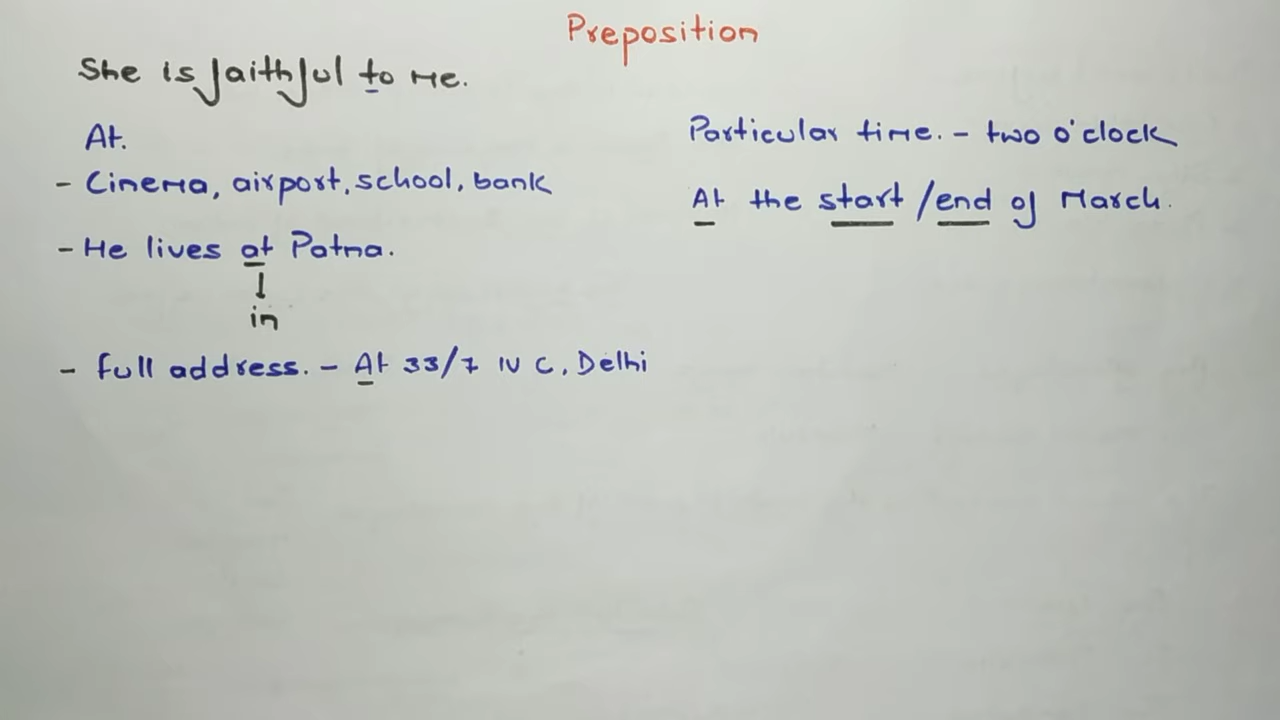 Preposition
She is faithful to me.
At.
- Cinema, airport, school, bank
- He lives at Patna.
in
- full address. - At 33/7 IV C, Delhi
Particular time. - two o'clock
At the start /end of March.